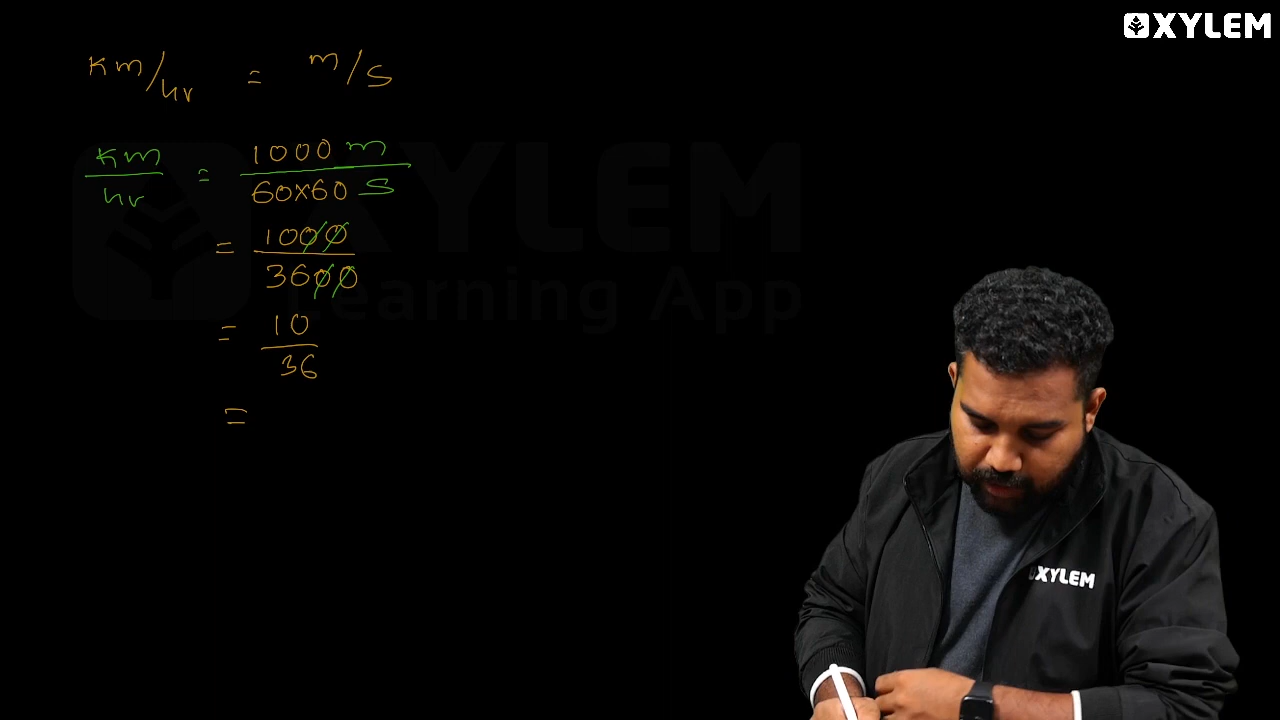 XYLEM
Km/hr = m/s
Km/hr = 1000 m / 60x60 s
= 1000/3600
= 10/36
=
XYLEM
Learning App
XYLEM